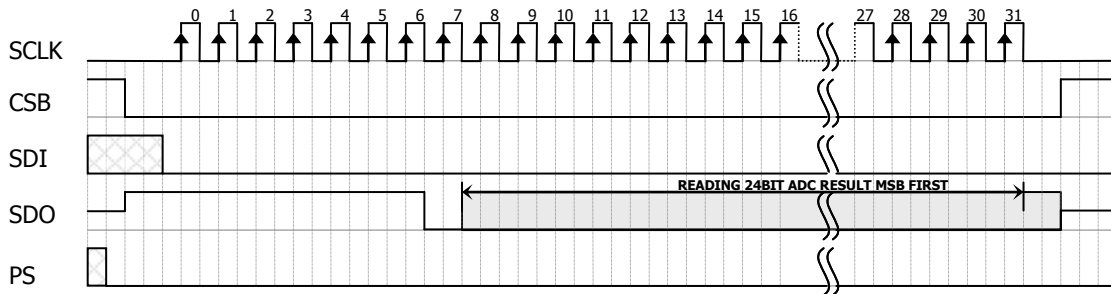 0 1 2 3 4 5 6 7 8 9 10 11 12 13 14 15 16 27 28 29 30 31
SCLK
CSB
SDI
READING 24BIT ADC RESULT MSB FIRST
SDO
PS